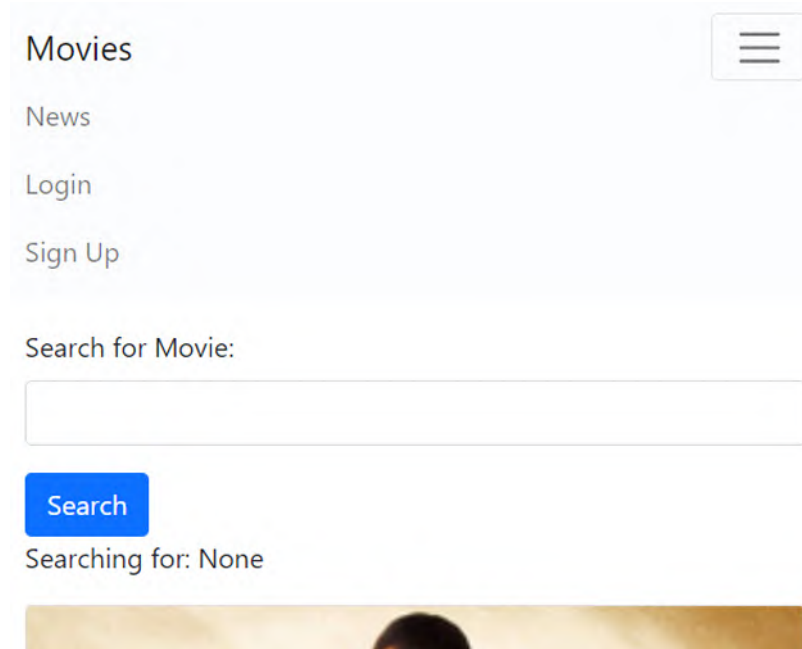 Movies
News
Login
Sign Up
Search for Movie:
Search
Searching for: None